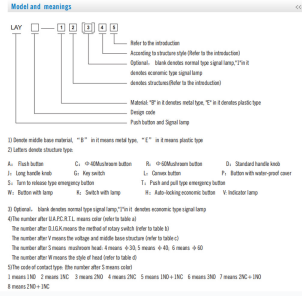 Model and meanings
LAY □ — 1 2 3 4 5
Refer to the introduction
According to structure style (Refer to the introduction)
Optional, blank denotes normal type signal lamp,"1"in it
denotes economy type signal lamp
denotes structures(Refer to the introduction)
Material: "B" in it denotes metal type, "E" in it denotes plastic type
Design code
Push button and Signal lamp
1) Denote middle base material, “B” in it means metal type, “E” in it means plastic type
2) Letters denote structure type.
A: Flush button C: Φ40Mushroom button R: Φ60Mushroom button D: Standard handle knob
J: Long handle knob G: Key switch L: Convex button P: Button with water-proof cover
S: Turn to release type emergency button T: Push and pull type emergency button
W: Button with lamp K: Switch with lamp H: Auto-locking economic button V: Indicator lamp
3) Optional, blank denotes normal type signal lamp,"1"in it denotes economy type signal lamp
4)The number after U.A.P.C.R.T.L. means color (refer to table a)
The number after D.J.G.K.means the method of rotary switch (refer to table b)
The number after V means the voltage and middle base structure (refer to table c)
The number after S means mushroom head: 4 means Φ30, 5 means Φ40, 6 means Φ60
The number after W means the style of head (refer to table d)
5)The code of contact type: (the number after S means color)
1 means 1NO 2 means 1NC 3 means 2NO 4 means 2NC 5 means 1NO+1NC 6 means 3NO 7 means 2NC+1NO
8 means 2NO+1NC